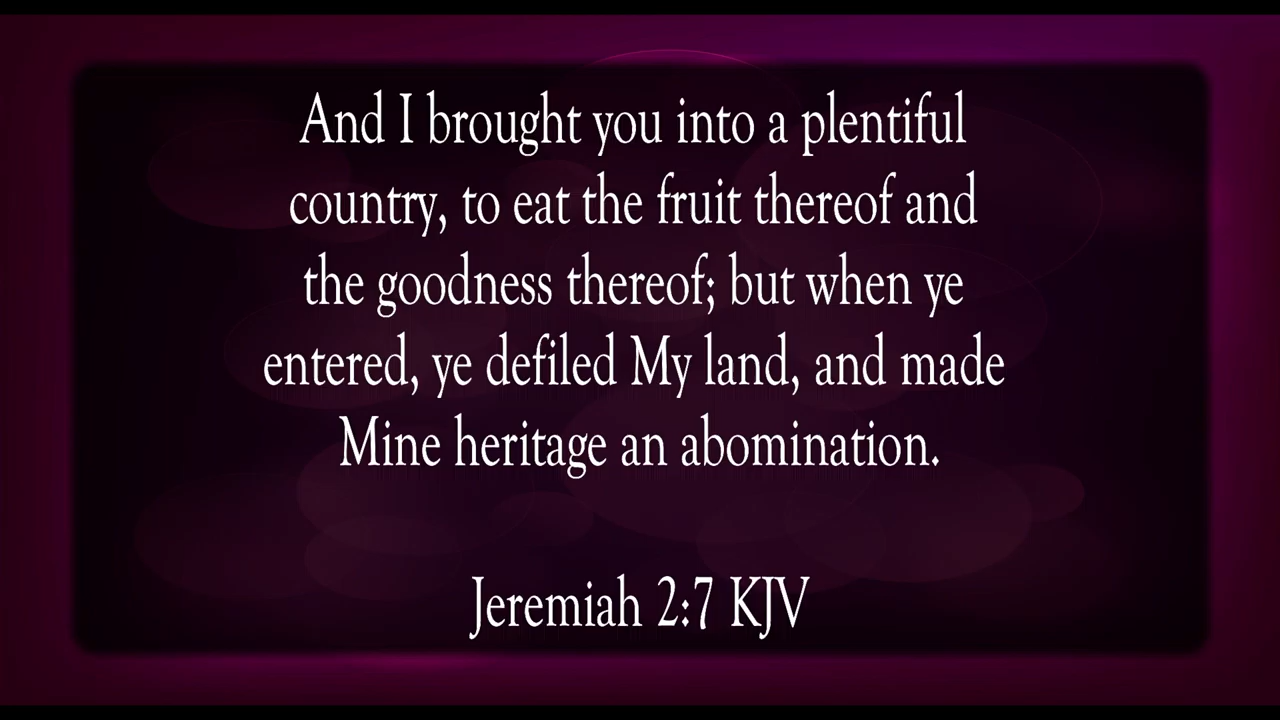 And I brought you into a plentiful
country, to eat the fruit thereof and
the goodness thereof; but when ye
entered, ye defiled My land, and made
Mine heritage an abomination.
Jeremiah 2:7 KJV